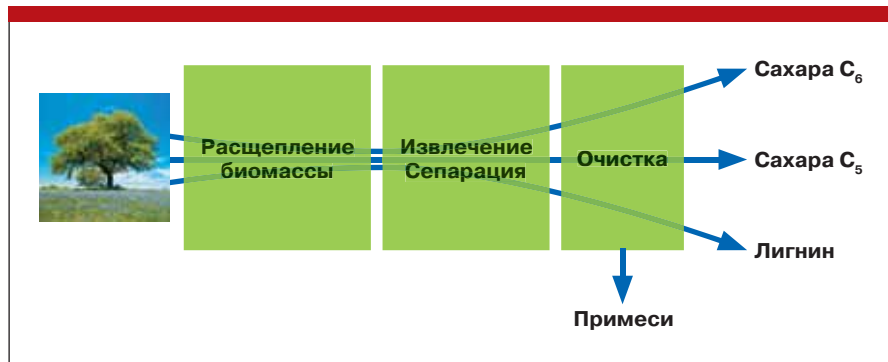 Расщепление
биомассы
Извлечение
Сепарация
Очистка
Сахара C₆
Сахара C₅
Лигнин
Примеси